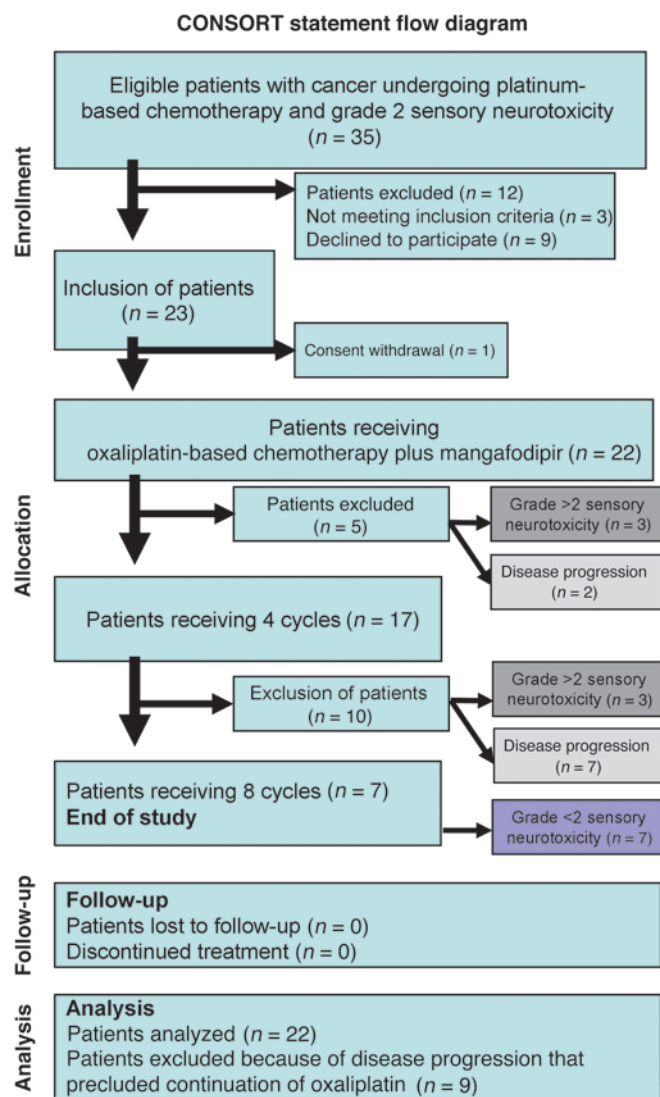 CONSORT statement flow diagram
Enrollment
Eligible patients with cancer undergoing platinum-
based chemotherapy and grade 2 sensory neurotoxicity
(n = 35)
Patients excluded (n = 12)
Not meeting inclusion criteria (n = 3)
Declined to participate (n = 9)
Inclusion of patients
(n = 23)
Consent withdrawal (n = 1)
Allocation
Patients receiving
oxaliplatin-based chemotherapy plus mangafodipir (n = 22)
Patients excluded
(n = 5)
Grade >2 sensory
neurotoxicity (n = 3)
Disease progression
(n = 2)
Patients receiving 4 cycles (n = 17)
Exclusion of patients
(n = 10)
Grade >2 sensory
neurotoxicity (n = 3)
Disease progression
(n = 7)
Patients receiving 8 cycles (n = 7)
End of study
Grade <2 sensory
neurotoxicity (n = 7)
Follow-up
Follow-up
Patients lost to follow-up (n = 0)
Discontinued treatment (n = 0)
Analysis
Analysis
Patients analyzed (n = 22)
Patients excluded because of disease progression that
precluded continuation of oxaliplatin (n = 9)